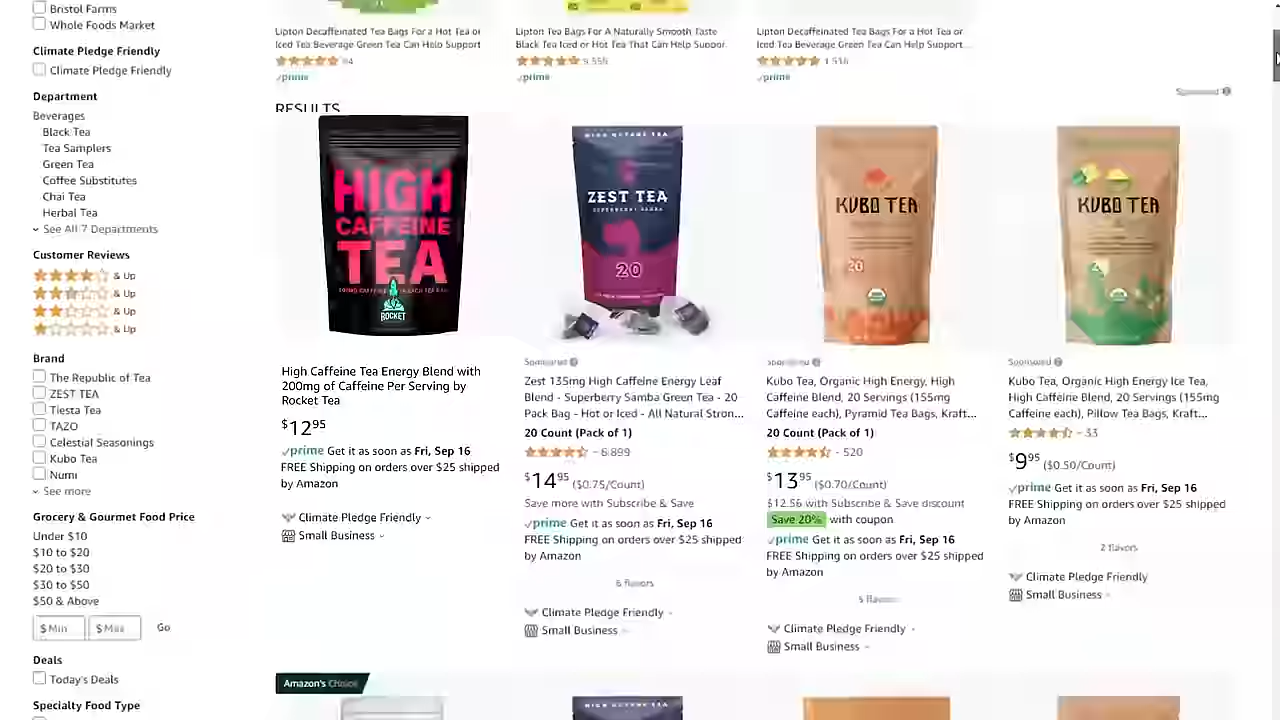 Bristol Farms
Whole Foods Market
Climate Pledge Friendly
Climate Pledge Friendly
Department
Beverages
Black Tea
Tea Samplers
Green Tea
Coffee Substitutes
Chai Tea
Herbal Tea
See All 7 Departments
Customer Reviews
& Up
& Up
& Up
& Up
Brand
The Republic of Tea
ZEST TEA
Tiesta Tea
TAZO
Celestial Seasonings
Kubo Tea
Numi
See more
Grocery & Gourmet Food Price
Under $10
$10 to $20
$20 to $30
$30 to $50
$50 & Above
$ Min $ Max Go
Deals
Today's Deals
Specialty Food Type
Lipton Decaffeinated Tea Bags For a Hot Tea or
Iced Tea Beverage Green Tea Can Help Support
prime
Lipton Tea Bags For A Naturally Smooth Taste
Black Tea Iced or Hot Tea That Can Help Suppor.
prime
Lipton Decaffeinated Tea Bags For a Hot Tea or
Iced Tea Beverage Green Tea Can Help Support
prime
Sponsored
RESULTS
HIGH
CAFFEINE
TEA
ROCKET
High Caffeine Tea Energy Blend with
200mg of Caffeine Per Serving by
Rocket Tea
$12 95
prime Get it as soon as Fri, Sep 16
FREE Shipping on orders over $25 shipped
by Amazon
Climate Pledge Friendly
Small Business
HIGH OCTANE TEA
ZEST TEA
SUPERBERRY SAMBA
20
Sponsored
Zest 135mg High Caffeine Energy Leaf
Blend - Superberry Samba Green Tea - 20
Pack Bag - Hot or Iced - All Natural Stron...
20 Count (Pack of 1)
6,899
$14 95 ($0.75/Count)
Save more with Subscribe & Save
prime Get it as soon as Fri, Sep 16
FREE Shipping on orders over $25 shipped
by Amazon
6 flavors
Climate Pledge Friendly
Small Business
KUBO TEA
20
Sponsored
Kubo Tea, Organic High Energy, High
Caffeine Blend, 20 Servings (155mg
Caffeine each), Pyramid Tea Bags, Kraft...
20 Count (Pack of 1)
520
$13 95 ($0.70/Count)
$12.56 with Subscribe & Save discount
Save 20% with coupon
prime Get it as soon as Fri, Sep 16
FREE Shipping on orders over $25 shipped
by Amazon
5 flavors
Climate Pledge Friendly
Small Business
KUBO TEA
Sponsored
Kubo Tea, Organic High Energy Ice Tea,
High Caffeine Blend, 20 Servings (155mg
Caffeine each), Pillow Tea Bags, Kraft...
33
$9 95 ($0.50/Count)
prime Get it as soon as Fri, Sep 16
FREE Shipping on orders over $25 shipped
by Amazon
2 flavors
Climate Pledge Friendly
Small Business
Amazon's Choice
HIGH OCTANE TEA